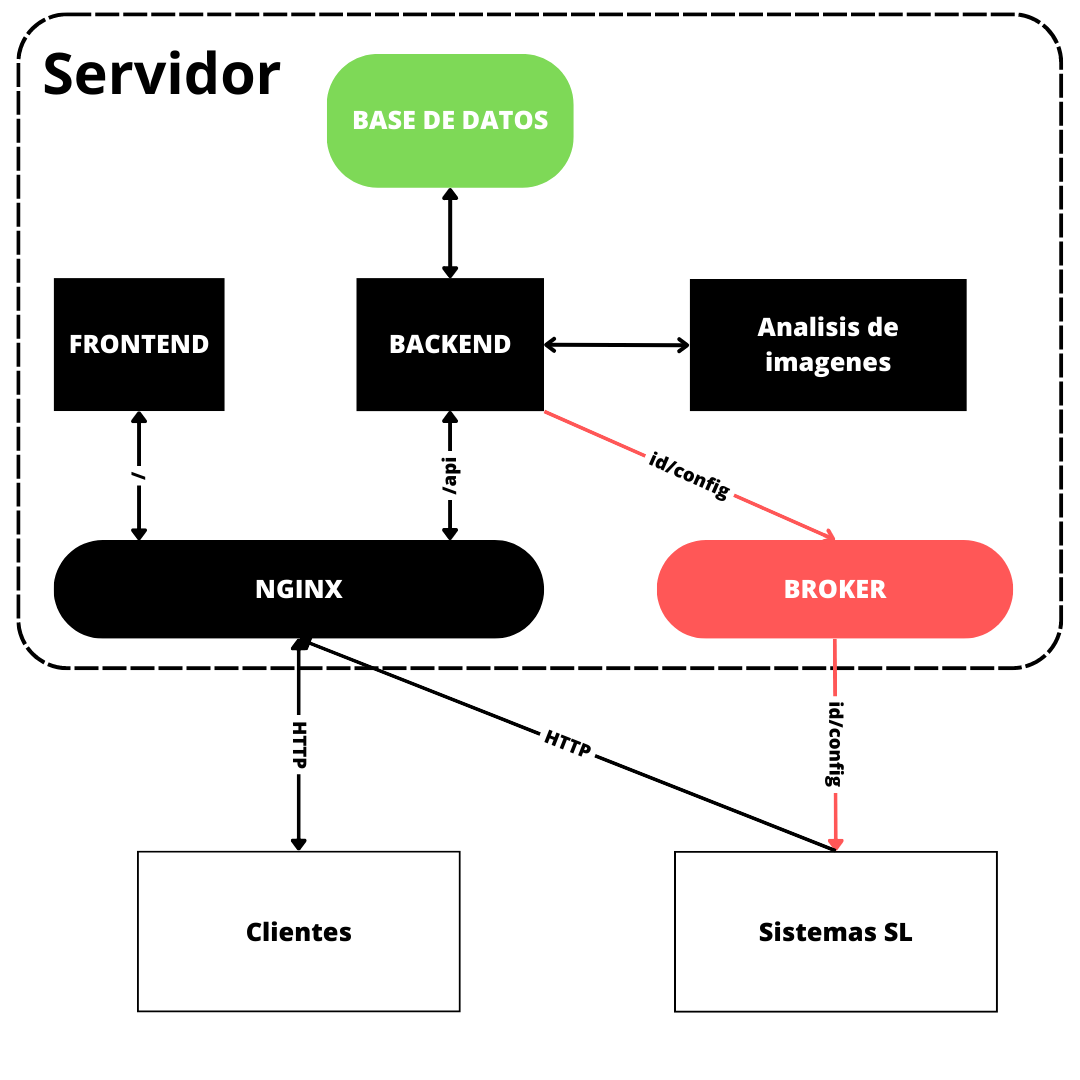 Servidor
BASE DE DATOS
FRONTEND
BACKEND
Analisis de
imagenes
/
/api
id/config
NGINX
BROKER
HTTP
HTTP
id/config
Clientes
Sistemas SL